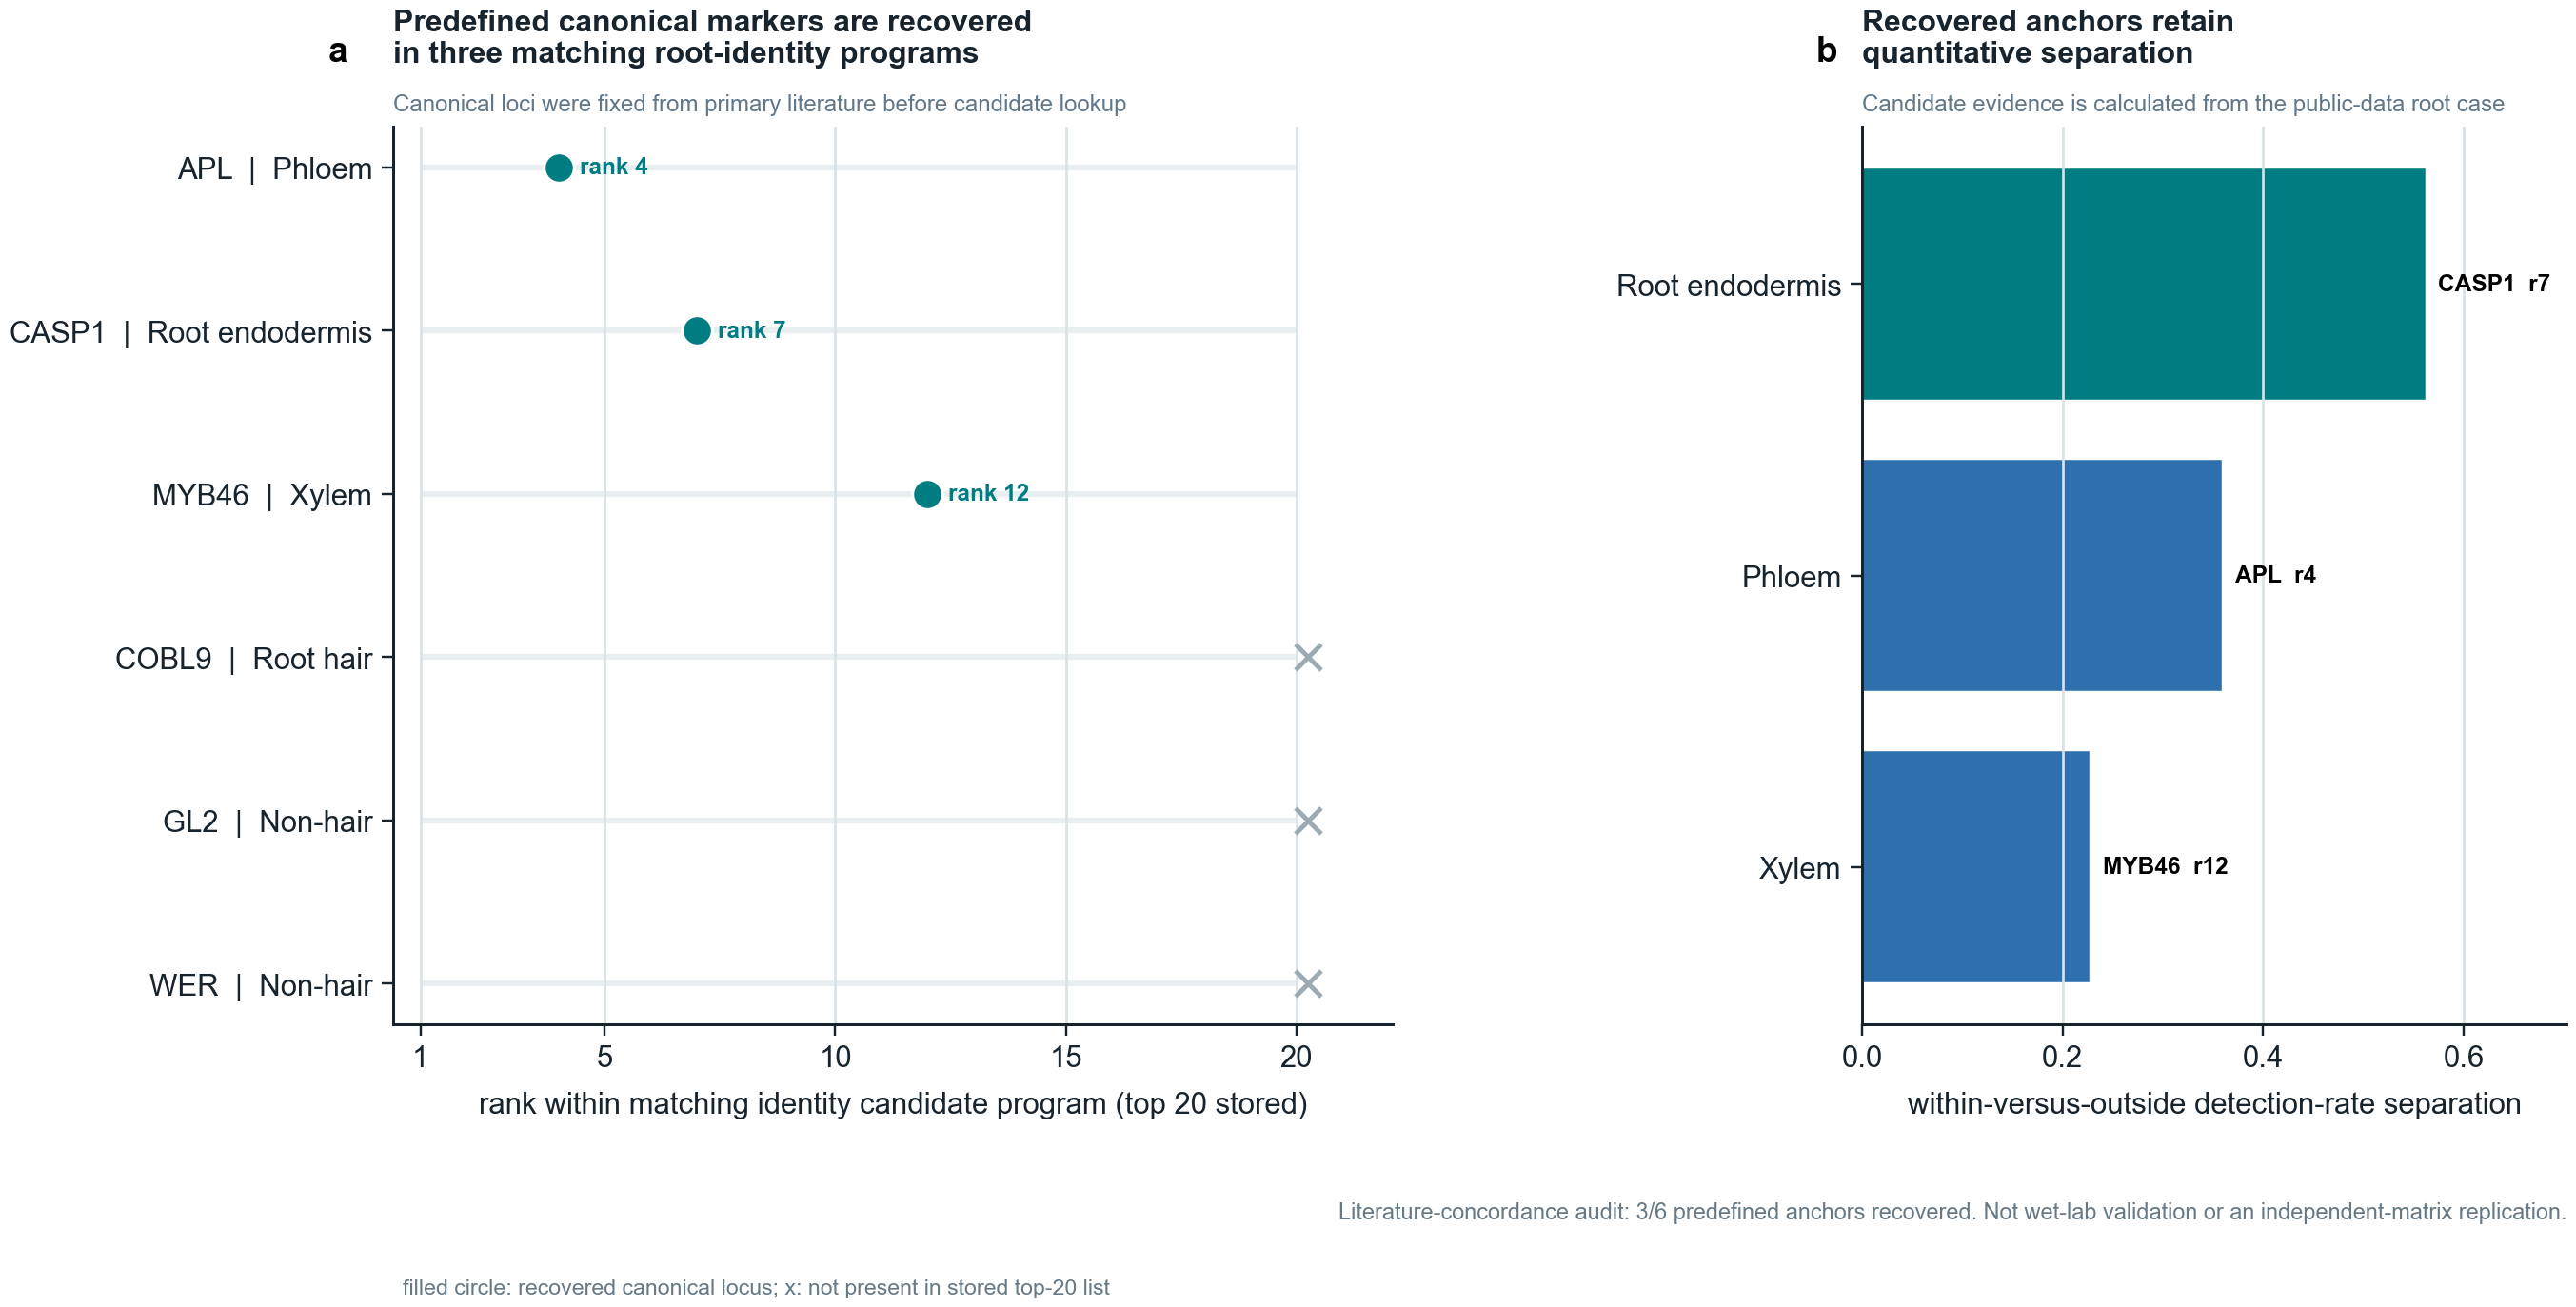 a
Predefined canonical markers are recovered
in three matching root-identity programs
Canonical loci were fixed from primary literature before candidate lookup
APL | Phloem
rank 4
CASP1 | Root endodermis
rank 7
MYB46 | Xylem
rank 12
COBL9 | Root hair
GL2 | Non-hair
WER | Non-hair
1 5 10 15 20
rank within matching identity candidate program (top 20 stored)
b
Recovered anchors retain
quantitative separation
Candidate evidence is calculated from the public-data root case
Root endodermis
CASP1 r7
Phloem
APL r4
Xylem
MYB46 r12
0.0 0.2 0.4 0.6
within-versus-outside detection-rate separation
Literature-concordance audit: 3/6 predefined anchors recovered. Not wet-lab validation or an independent-matrix replication.
filled circle: recovered canonical locus; x: not present in stored top-20 list